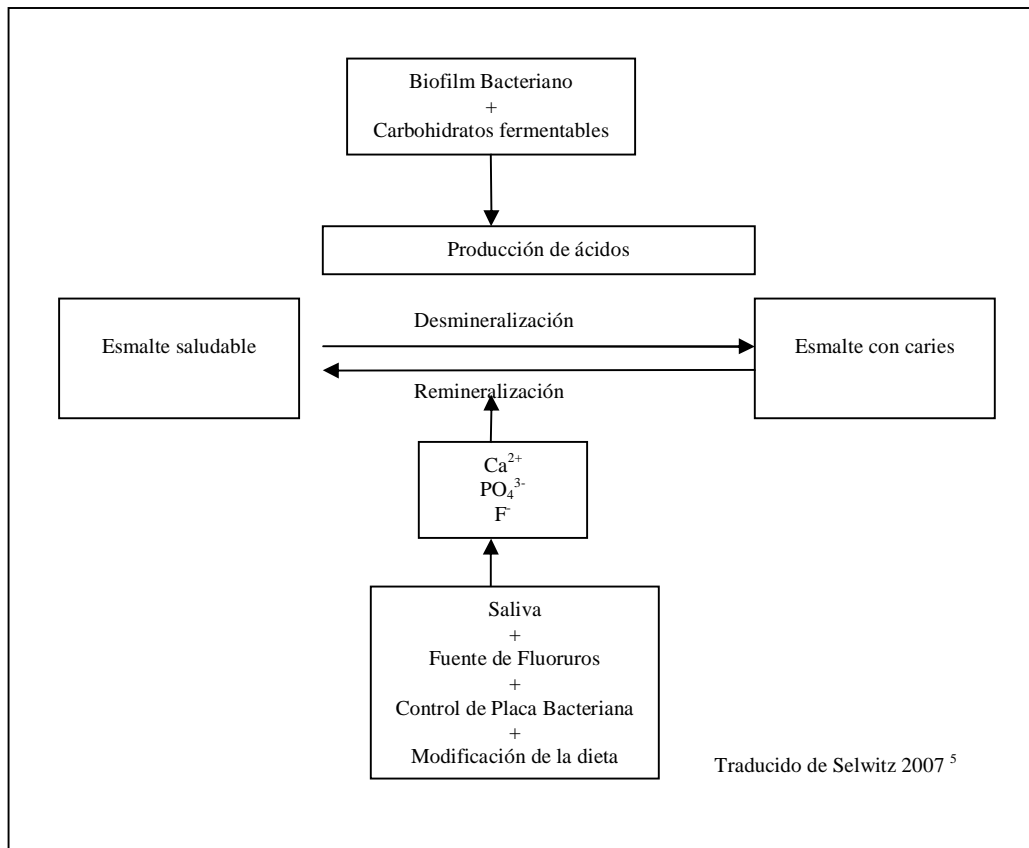 Biofilm Bacteriano
+
Carbohidratos fermentables
Producción de ácidos
Desmineralización
Esmalte saludable
Esmalte con caries
Remineralización
Ca²⁺
PO₄³⁻
F⁻
Saliva
+
Fuente de Fluoruros
+
Control de Placa Bacteriana
+
Modificación de la dieta
Traducido de Selwitz 2007 ⁵